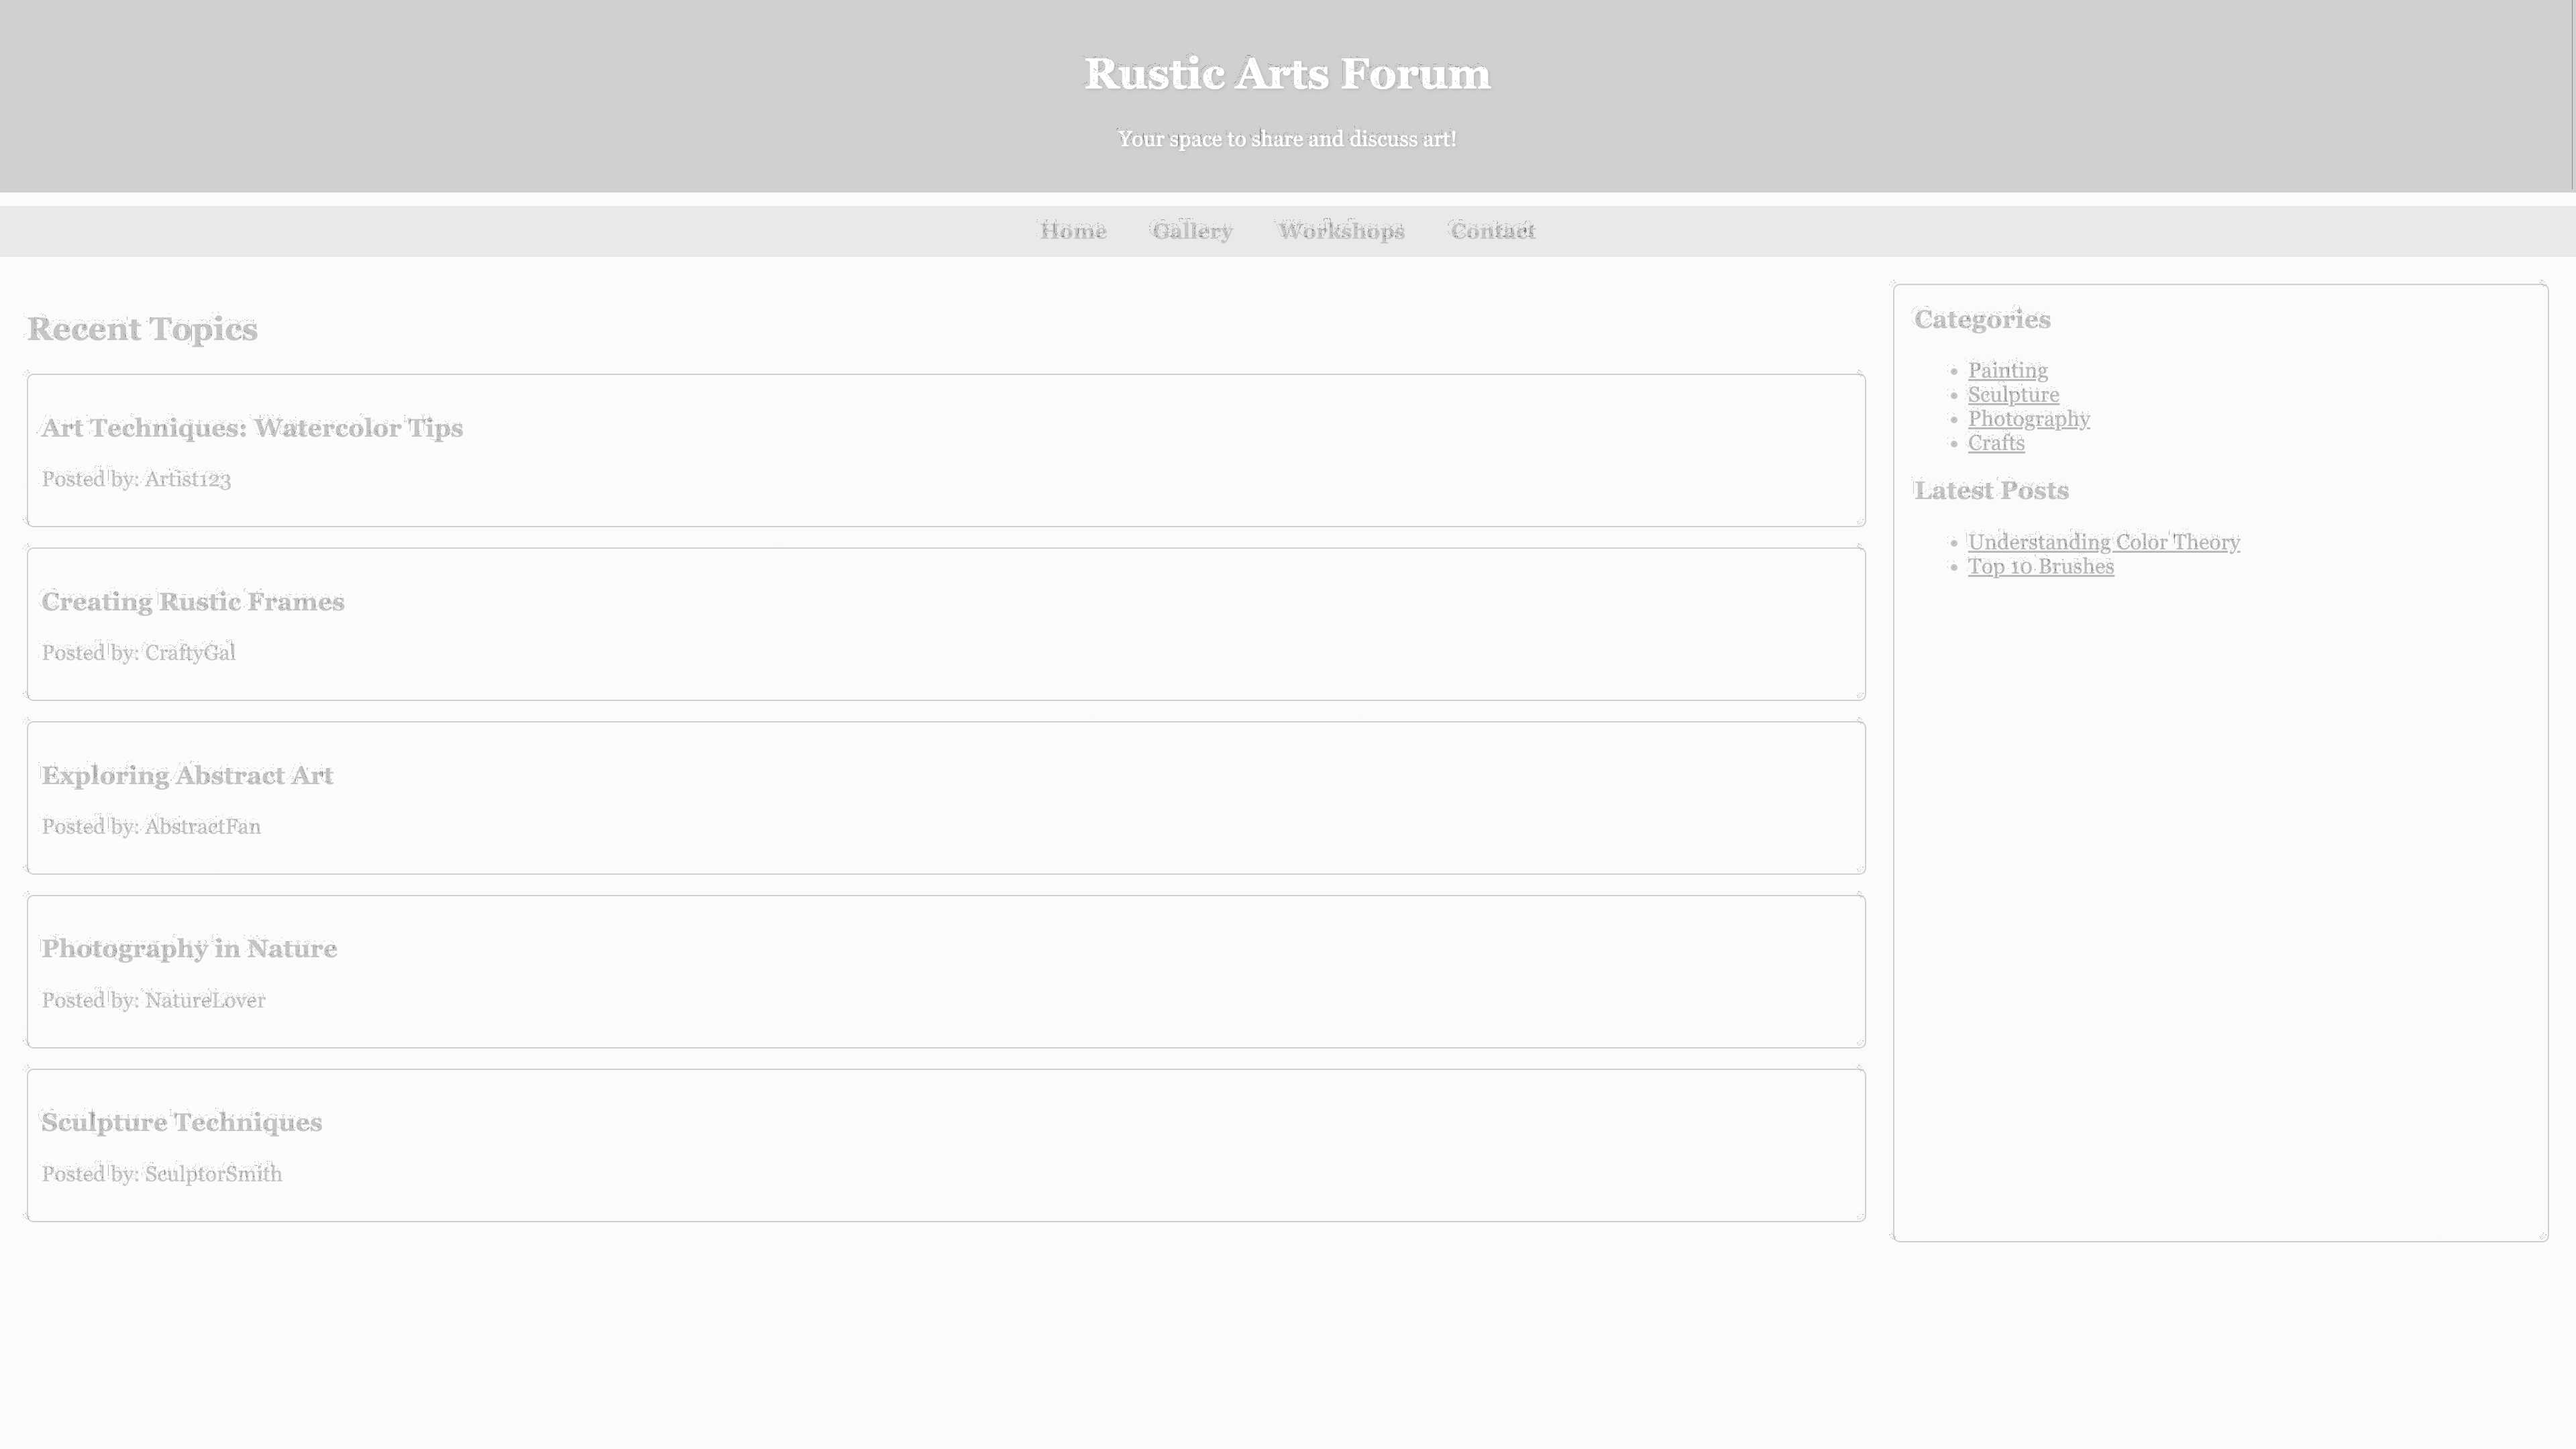 Rustic Arts Forum
Your space to share and discuss art!
Home Gallery Workshops Contact
Recent Topics
Art Techniques: Watercolor Tips
Posted by: Artist123
Creating Rustic Frames
Posted by: CraftyGal
Exploring Abstract Art
Posted by: AbstractFan
Photography in Nature
Posted by: NatureLover
Sculpture Techniques
Posted by: SculptorSmith
Categories
Painting
Sculpture
Photography
Crafts
Latest Posts
Understanding Color Theory
Top 10 Brushes